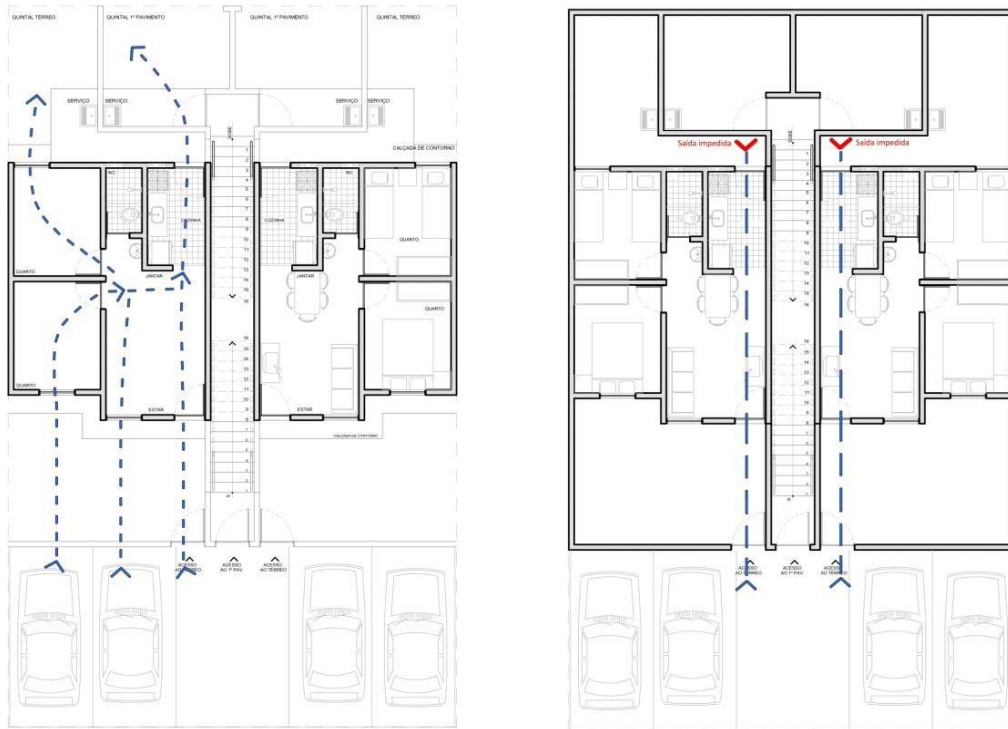 QUINTAL TÉRREO
QUINTAL 1º PAVIMENTO
QUINTAL 1º PAVIMENTO
QUINTAL TÉRREO
SERVIÇO
SERVIÇO
SERVIÇO
SERVIÇO
SOBE
CALÇADA DE CONTORNO
WC
WC
COZINHA
COZINHA
QUARTO
QUARTO
JANTAR
JANTAR
QUARTO
QUARTO
ESTAR
ESTAR
CALÇADA DE CONTORNO
ACESSO
AO TÉRREO
ACESSO
AO 1º PAV
ACESSO
AO TÉRREO
Saída impedida
Saída impedida
ACESSO
AO TÉRREO
ACESSO
AO 1º PAV
ACESSO
AO TÉRREO